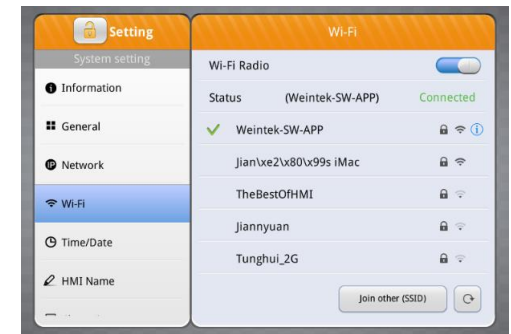 Setting
System setting
Information
General
Network
Wi-Fi
Time/Date
HMI Name
Wi-Fi
Wi-Fi Radio
Status (Weintek-SW-APP) Connected
Weintek-SW-APP
Jian\xe2\x80\x99s iMac
TheBestOfHMI
Jiannyuan
Tunghui_2G
Join other (SSID)